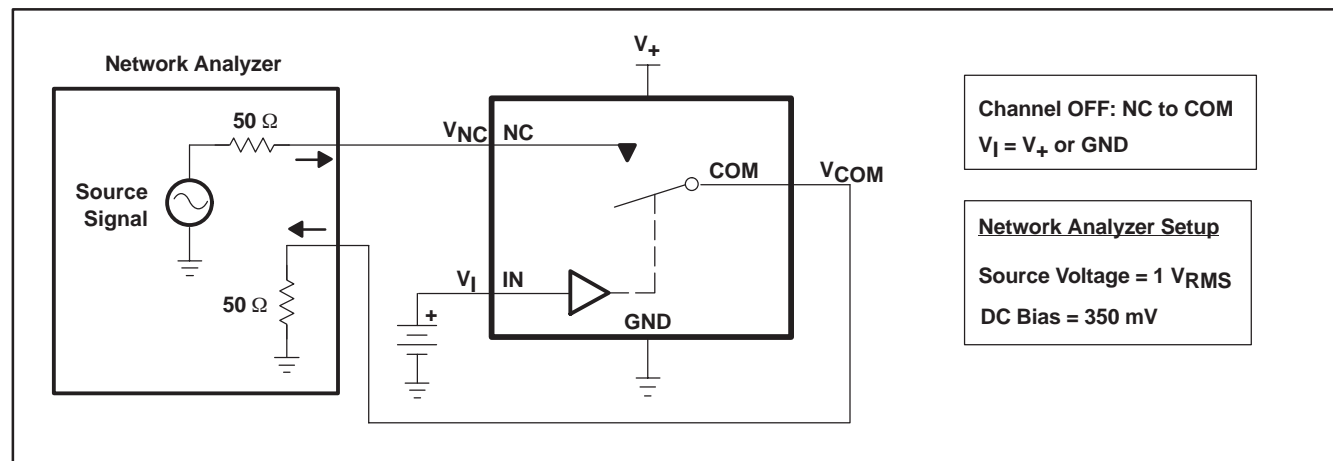 Network Analyzer
50 Ω
Source
Signal
50 Ω
V+
VNC NC
COM
VCOM
VI IN
+
GND
Channel OFF: NC to COM
VI = V+ or GND
Network Analyzer Setup
Source Voltage = 1 VRMS
DC Bias = 350 mV